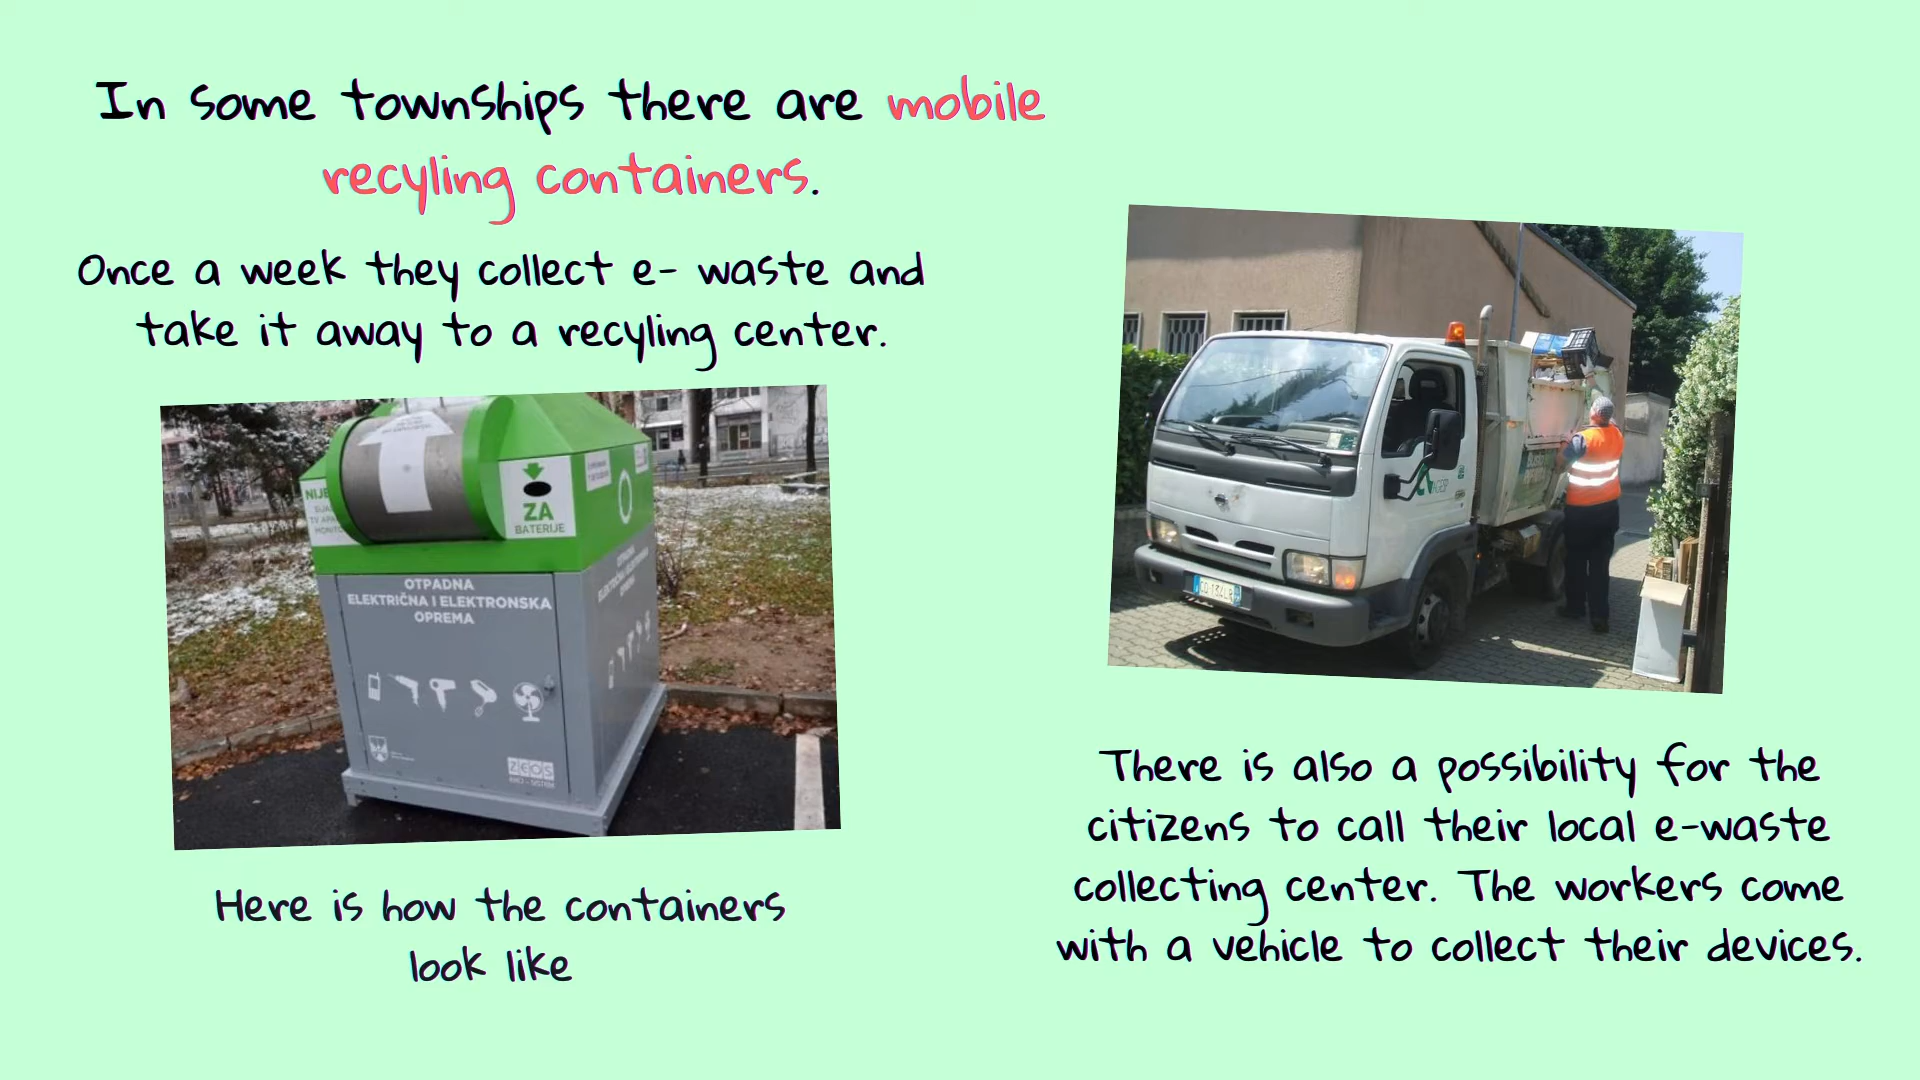 In some townships there are mobile
recyling containers.
Once a week they collect e- waste and
take it away to a recyling center.
ZA
BATERIJE
OTPADNA
ELEKTRIČNA I ELEKTRONSKA
OPREMA
ZEOS
Here is how the containers
look like
There is also a possibility for the
citizens to call their local e-waste
collecting center. The workers come
with a vehicle to collect their devices.